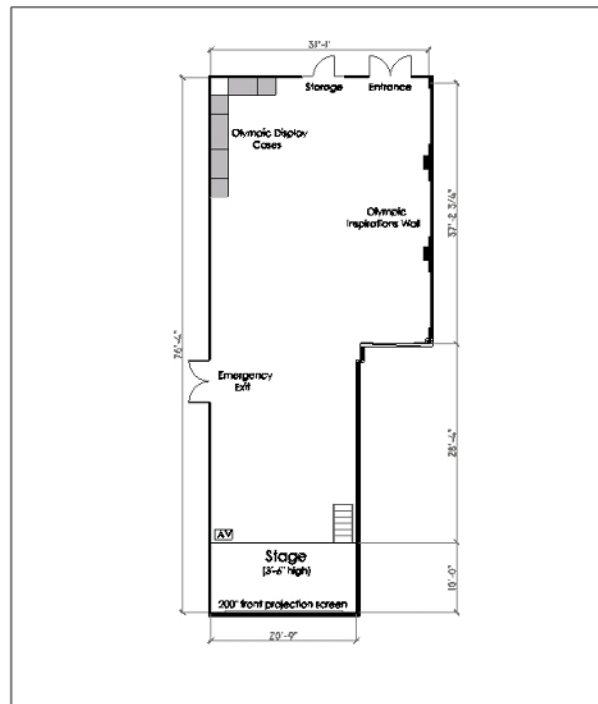 31'-1"
Storage
Entrance
Olympic Display
Cases
Olympic
Inspirations Wall
37'-2 3/4"
76'-4"
Emergency
Exit
28'-4"
AV
Stage
(3'-6" high)
10'-0"
200" front projection screen
20'-9"